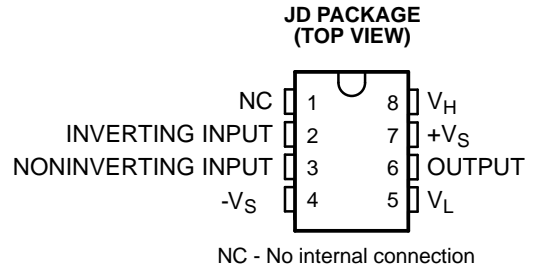 JD PACKAGE
(TOP VIEW)
NC 1 8 VH
INVERTING INPUT 2 7 +VS
NONINVERTING INPUT 3 6 OUTPUT
-VS 4 5 VL
NC - No internal connection